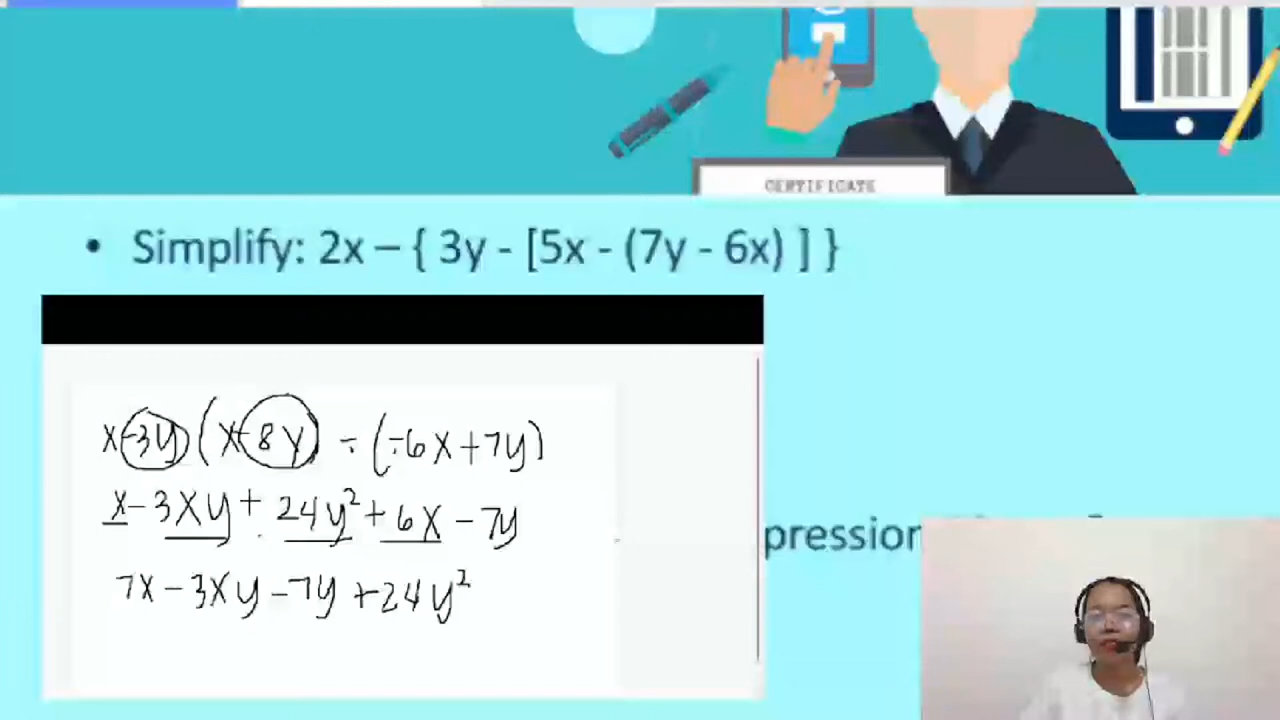 CERTIFICATE
• Simplify: 2x – { 3y - [5x - (7y - 6x) ] }
x-3y (x-8y) - (-6x+7y)
x-3xy+24y²+6x-7y
pression
7x-3xy-7y+24y²